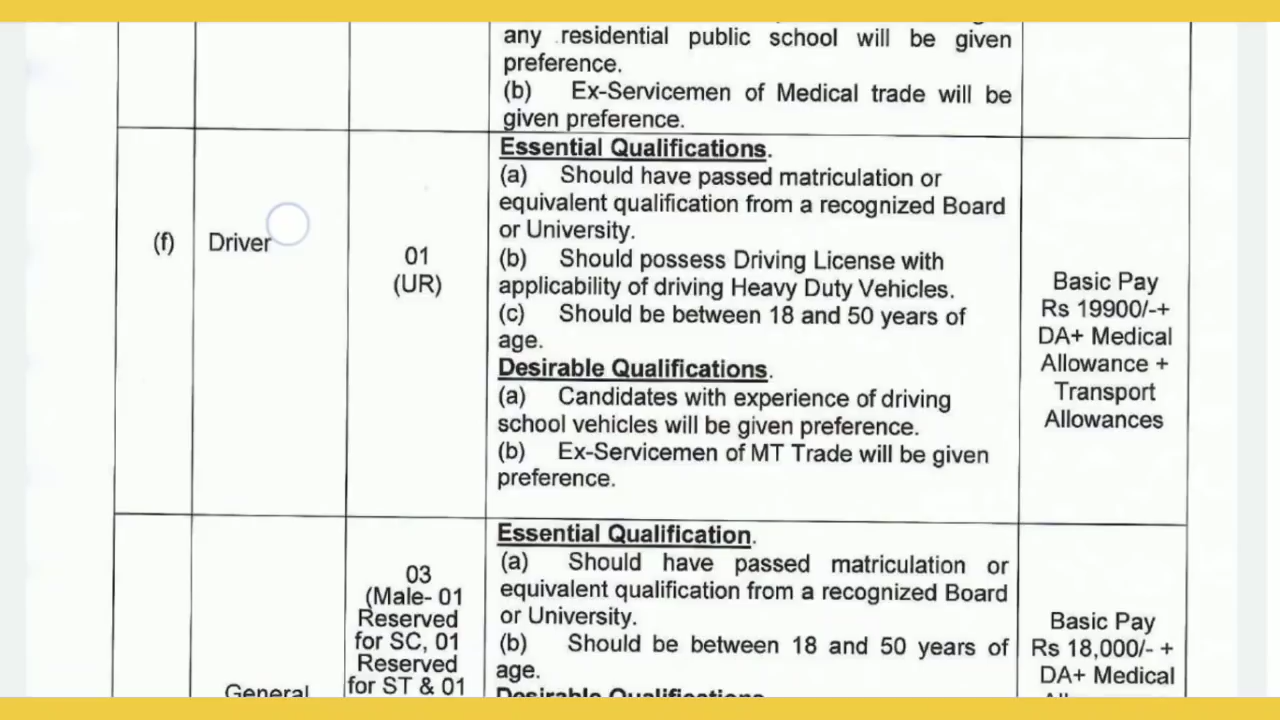 any residential public school will be given
preference.
(b) Ex-Servicemen of Medical trade will be
given preference.
(f)
Driver
01
(UR)
Essential Qualifications.
(a) Should have passed matriculation or
equivalent qualification from a recognized Board
or University.
(b) Should possess Driving License with
applicability of driving Heavy Duty Vehicles.
(c) Should be between 18 and 50 years of
age.
Desirable Qualifications.
(a) Candidates with experience of driving
school vehicles will be given preference.
(b) Ex-Servicemen of MT Trade will be given
preference.
Basic Pay
Rs 19900/-+
DA+ Medical
Allowance +
Transport
Allowances
General
03
(Male- 01
Reserved
for SC, 01
Reserved
for ST & 01
Essential Qualification.
(a) Should have passed matriculation or
equivalent qualification from a recognized Board
or University.
(b) Should be between 18 and 50 years of
age.
Desirable Qualifications
Basic Pay
Rs 18,000/- +
DA+ Medical